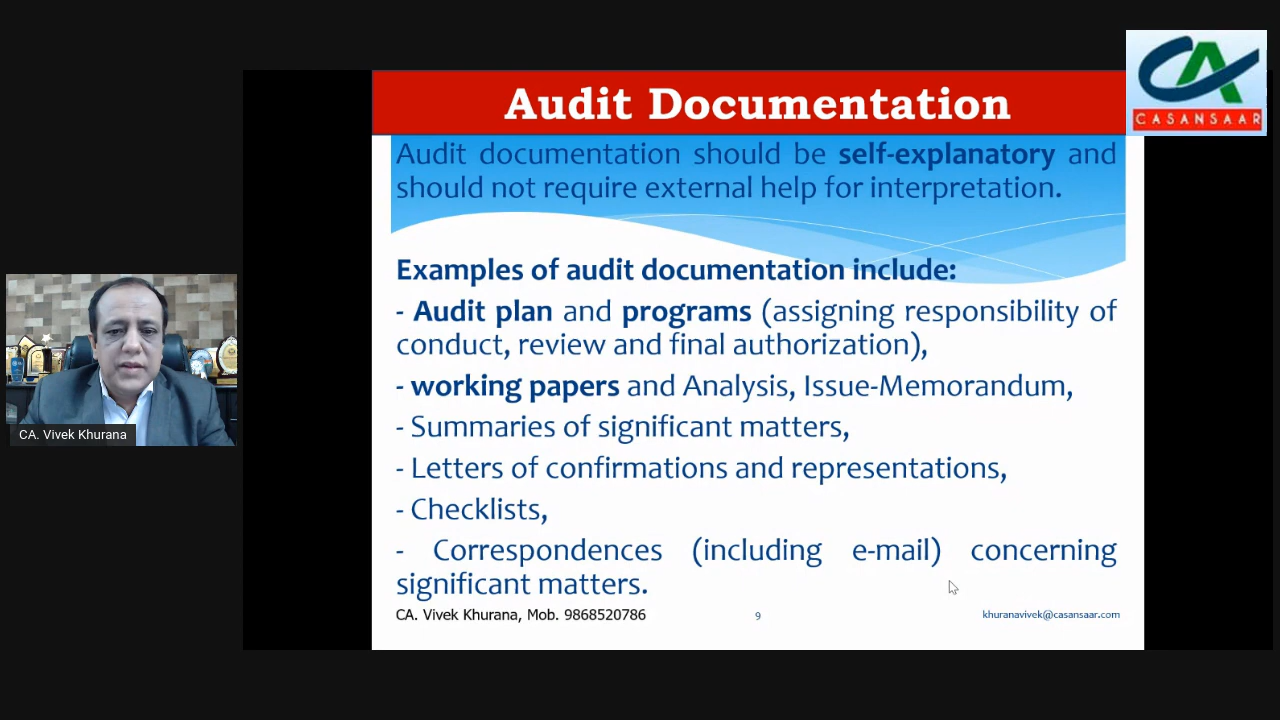 Audit Documentation
CASANSAAR
Audit documentation should be self-explanatory and
should not require external help for interpretation.
Examples of audit documentation include:
- Audit plan and programs (assigning responsibility of
conduct, review and final authorization),
- working papers and Analysis, Issue-Memorandum,
- Summaries of significant matters,
- Letters of confirmations and representations,
- Checklists,
- Correspondences (including e-mail) concerning
significant matters.
CA. Vivek Khurana, Mob. 9868520786
9
khuranavivek@casansaar.com
CA. Vivek Khurana